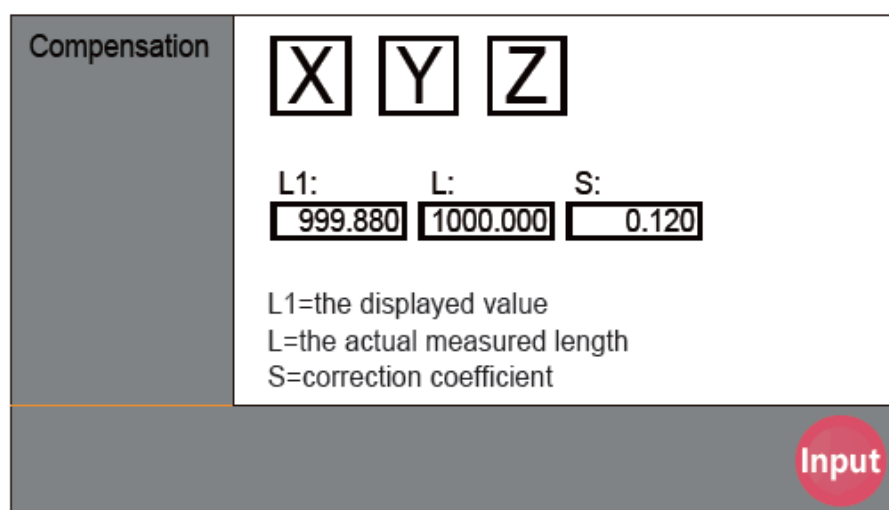 Compensation
X Y Z
L1: L: S:
999.880 1000.000 0.120
L1=the displayed value
L=the actual measured length
S=correction coefficient
Input